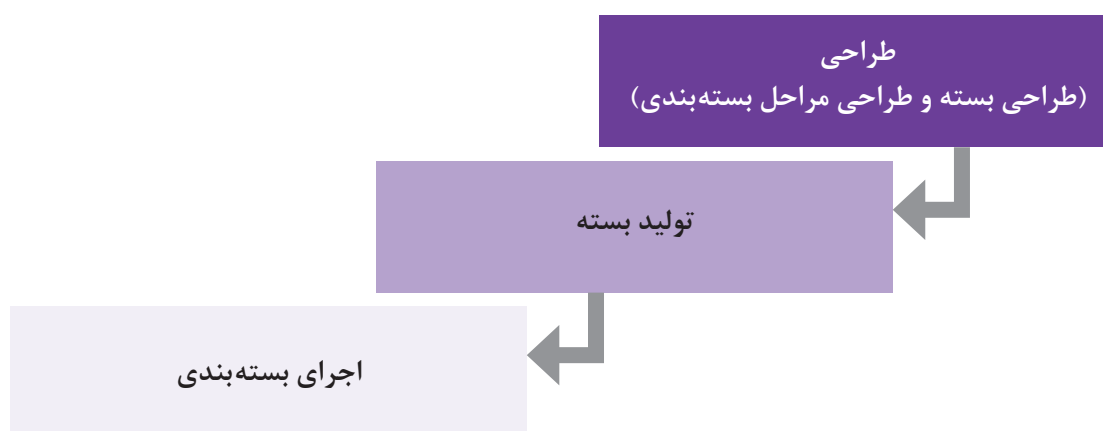 طراحی
(طراحی بسته و طراحی مراحل بسته‌بندی)
تولید بسته
اجرای بسته‌بندی